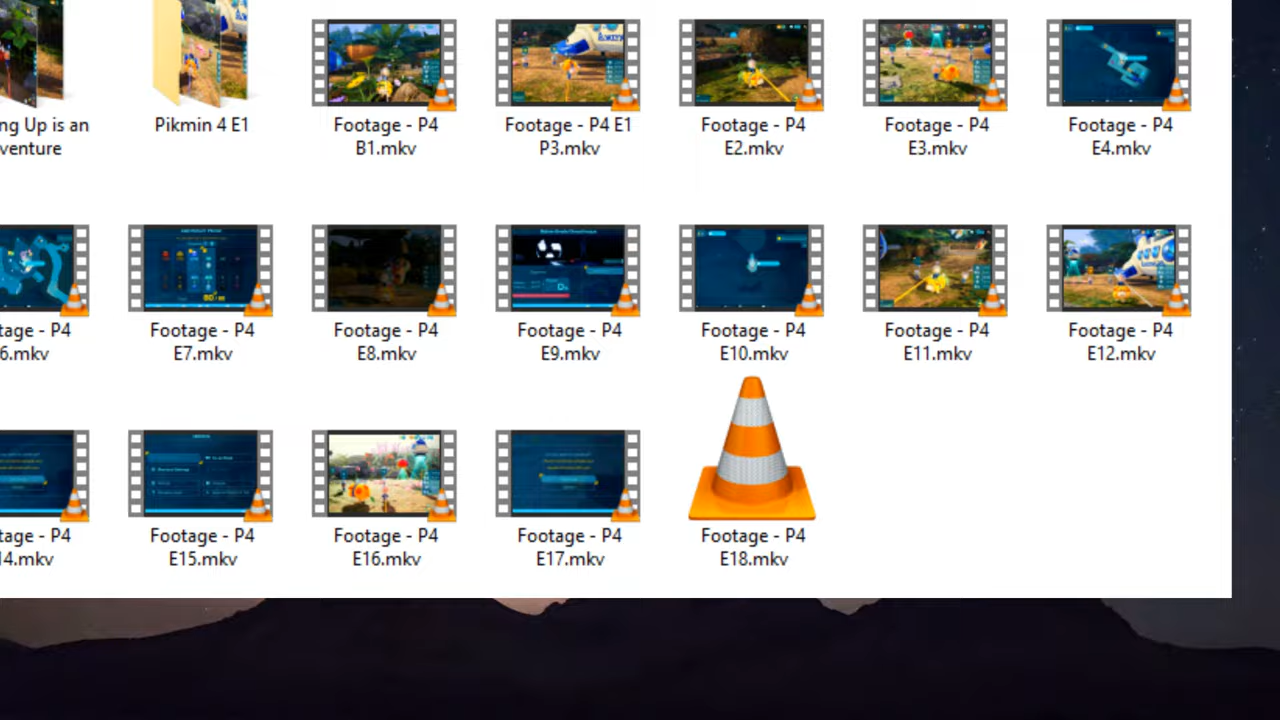 ng Up is an
venture
Pikmin 4 E1
Footage - P4
B1.mkv
Footage - P4 E1
P3.mkv
Footage - P4
E2.mkv
Footage - P4
E3.mkv
Footage - P4
E4.mkv
tage - P4
6.mkv
Footage - P4
E7.mkv
Footage - P4
E8.mkv
Footage - P4
E9.mkv
Footage - P4
E10.mkv
Footage - P4
E11.mkv
Footage - P4
E12.mkv
tage - P4
14.mkv
Footage - P4
E15.mkv
Footage - P4
E16.mkv
Footage - P4
E17.mkv
Footage - P4
E18.mkv